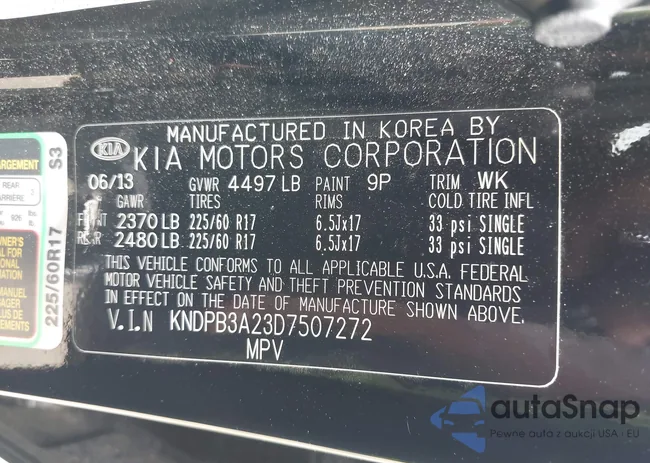 MANUFACTURED IN KOREA BY
KIA KIA MOTORS CORPORATION
06/13 GVWR 4497 LB PAINT 9P TRIM WK
GAWR TIRES RIMS COLD TIRE INFL
2370 LB 225/60 R17 6.5Jx17 33 psi SINGLE
2480 LB 225/60 R17 6.5Jx17 33 psi SINGLE
THIS VEHICLE CONFORMS TO ALL APPLICABLE U.S.A. FEDERAL
MOTOR VEHICLE SAFETY AND THEFT PREVENTION STANDARDS
IN EFFECT ON THE DATE OF MANUFACTURE SHOWN ABOVE.
V.I.N KNDPB3A23D7507272
MPV
REAR
926
225/60R17 S3
autoSnap
Pewne auta z aukcji USA i EU